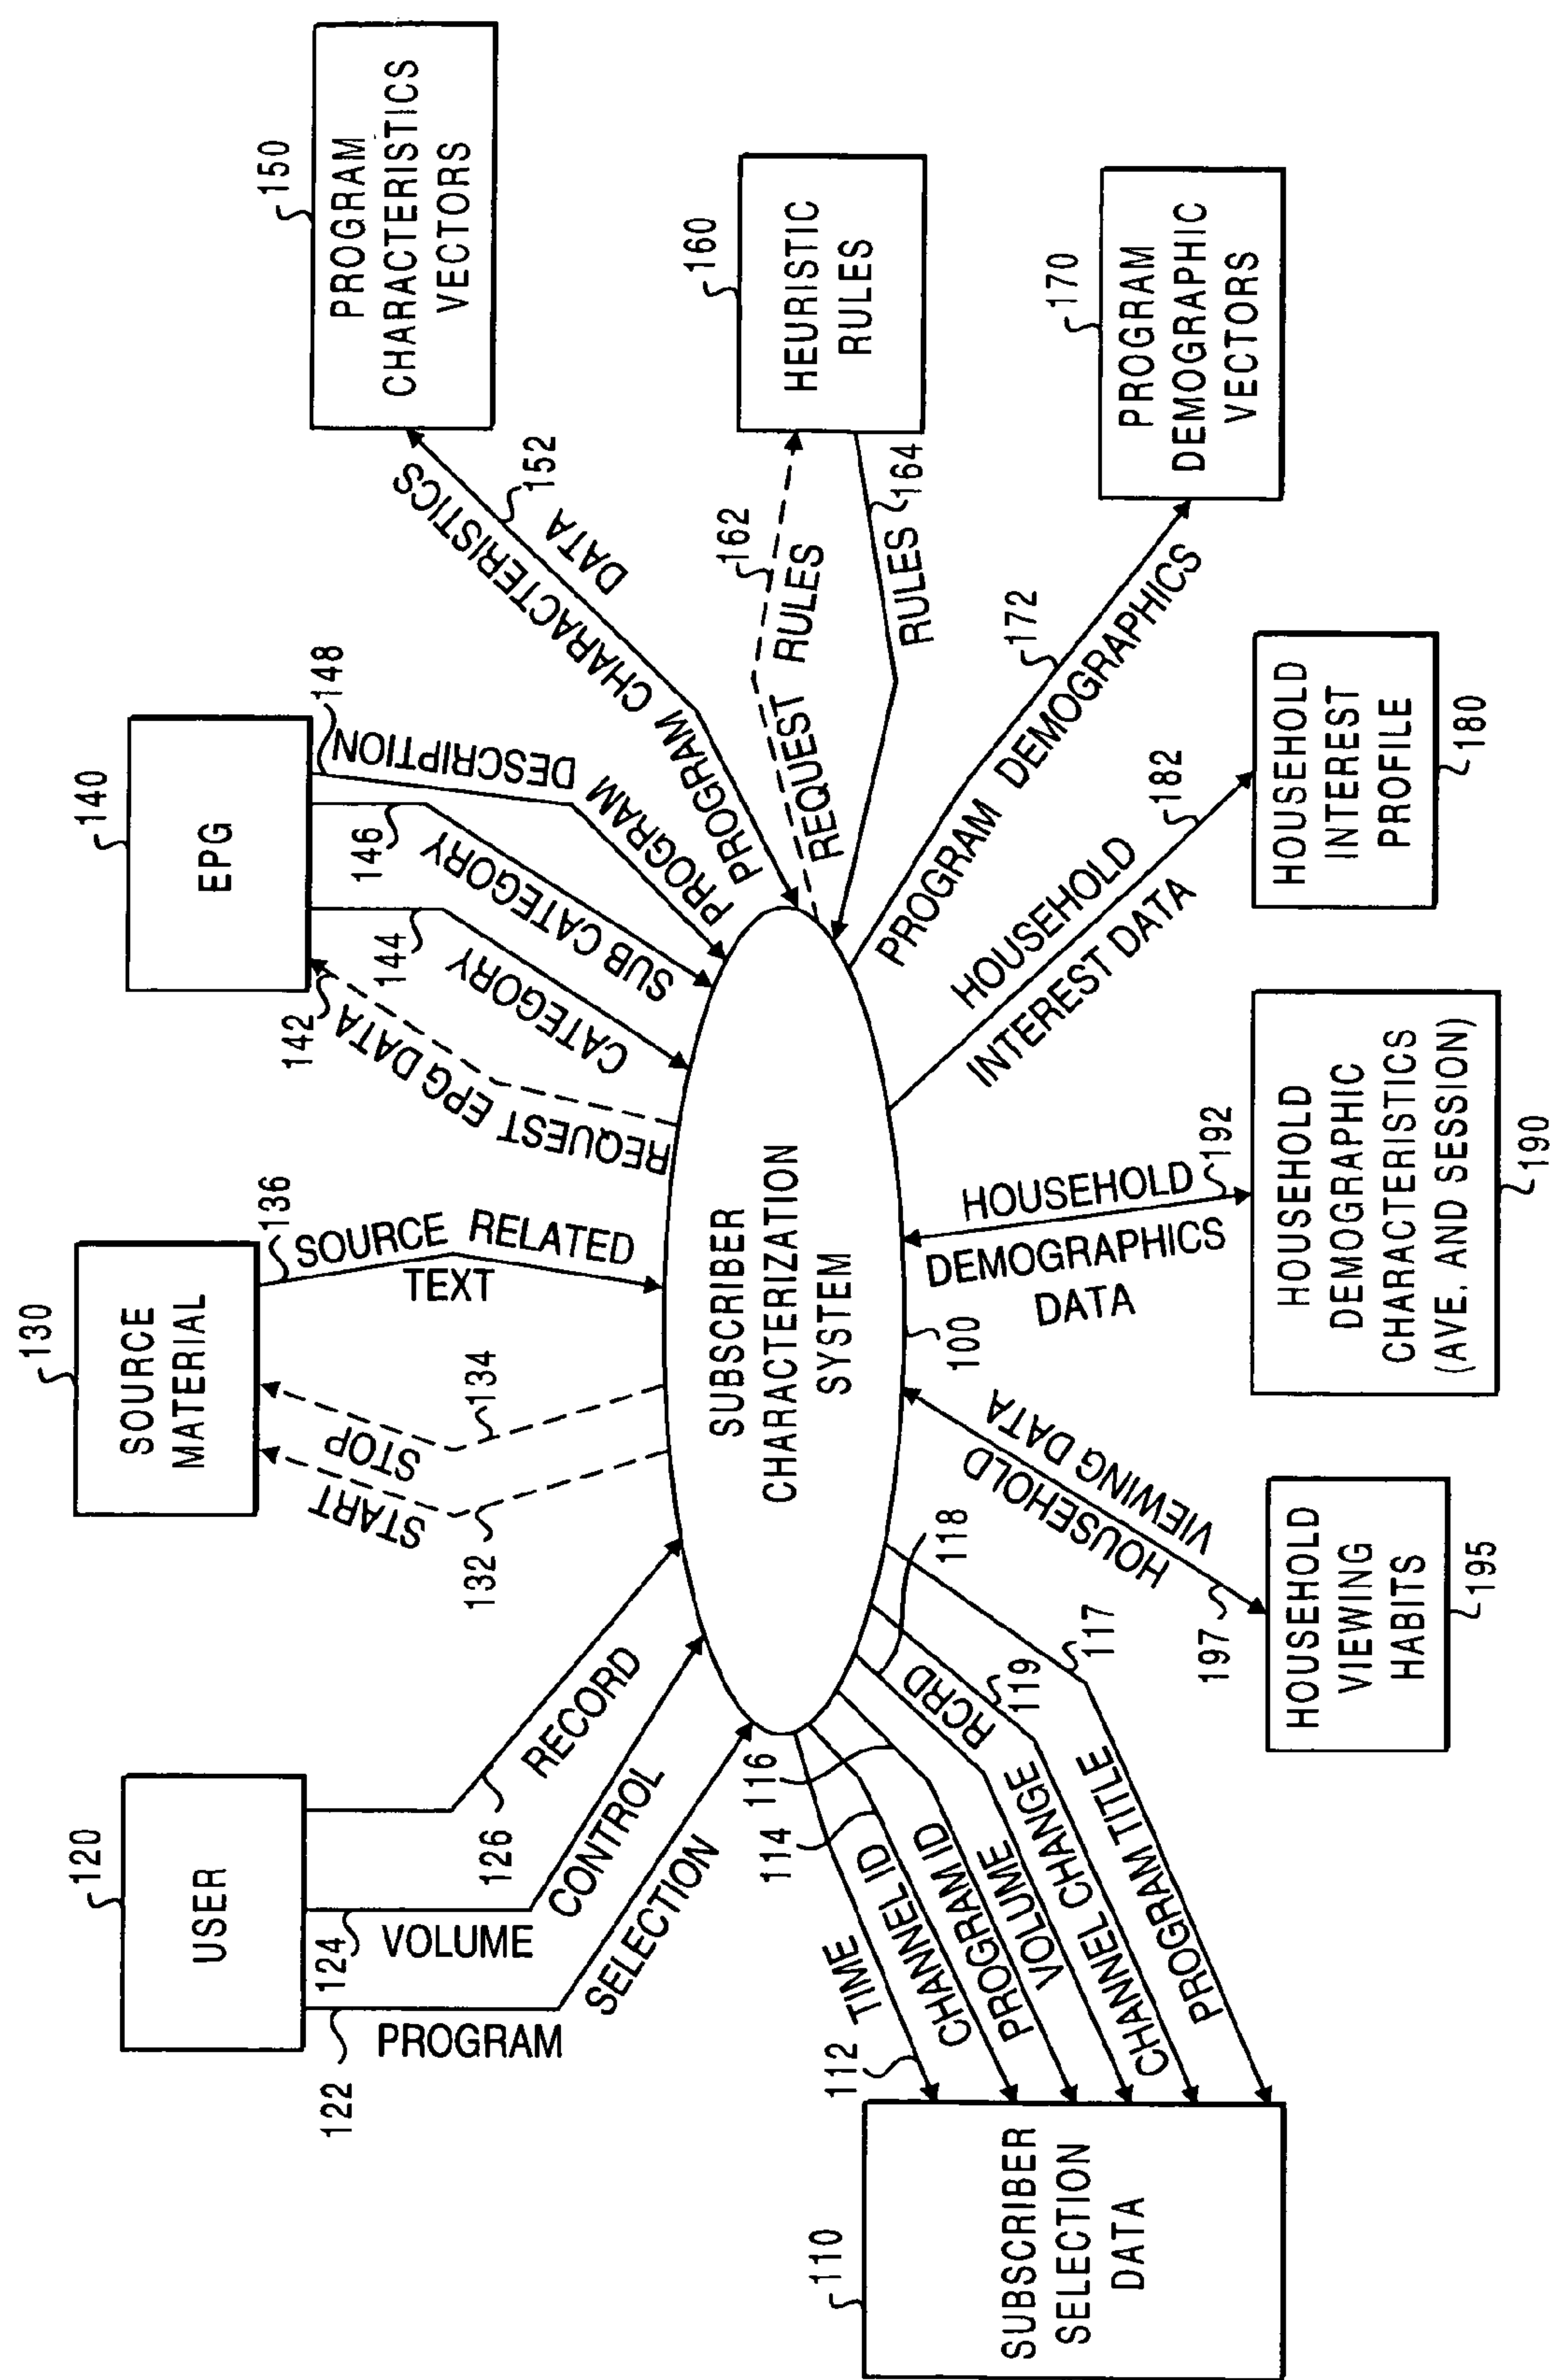 120
USER
122
PROGRAM
SELECTION
124
VOLUME
CONTROL
126
RECORD
130
SOURCE
MATERIAL
START
132
STOP
134
136
SOURCE RELATED
TEXT
140
EPG
REQUEST EPG DATA
142
CATEGORY
144
SUB CATEGORY
146
PROGRAM DESCRIPTION
148
150
PROGRAM
CHARACTERISTICS
VECTORS
PROGRAM CHARACTERISTICS
DATA
152
160
HEURISTIC
RULES
162
REQUEST RULES
RULES
164
170
PROGRAM
DEMOGRAPHIC
VECTORS
172
PROGRAM DEMOGRAPHICS
SUBSCRIBER
CHARACTERIZATION
SYSTEM
100
HOUSEHOLD
INTEREST DATA
182
HOUSEHOLD
INTEREST
PROFILE
180
HOUSEHOLD
DEMOGRAPHICS
DATA
192
HOUSEHOLD
DEMOGRAPHIC
CHARACTERISTICS
(AVE. AND SESSION)
190
HOUSEHOLD
VIEWING DATA
197
HOUSEHOLD
VIEWING
HABITS
195
110
SUBSCRIBER
SELECTION
DATA
112
TIME
114
CHANNEL ID
116
PROGRAM ID
118
VOLUME
119
RCRD
CHANNEL CHANGE
117
PROGRAM TITLE